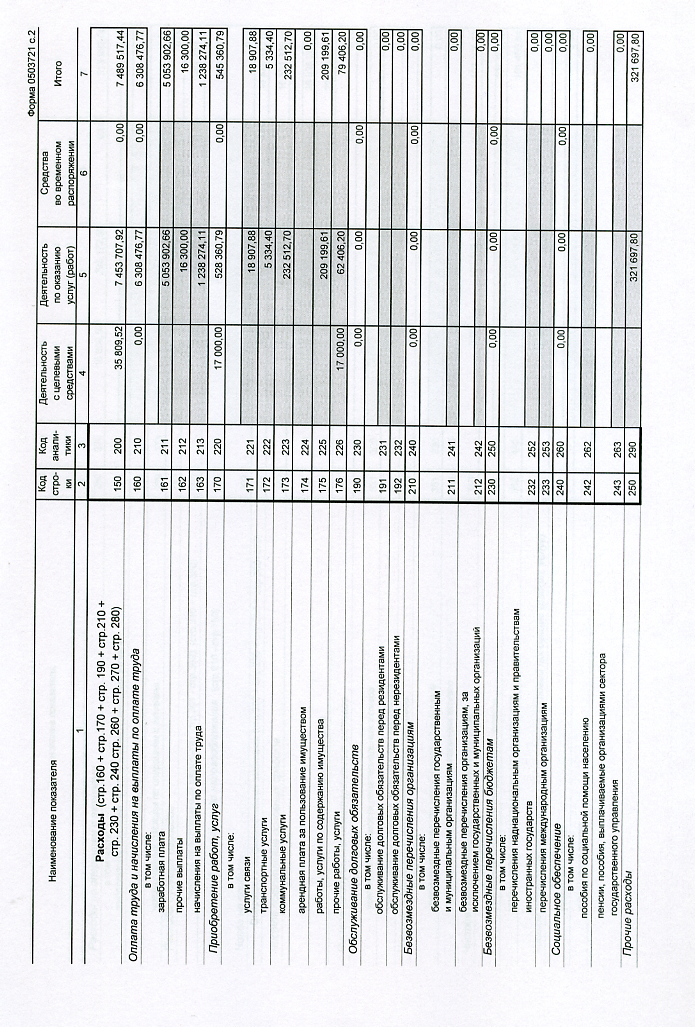 Форма 0503721 с.2
Наименование показателя | Код стро-ки | Код анали-тики | Деятельность с целевыми средствами | Деятельность по оказанию услуг (работ) | Средства во временном распоряжении | Итого
1 | 2 | 3 | 4 | 5 | 6 | 7
Расходы (стр.160 + стр.170 + стр. 190 + стр.210 +
стр. 230 + стр. 240 стр. 260 + стр. 270 + стр. 280) | 150 | 200 | 35 809,52 | 7 453 707,92 | 0,00 | 7 489 517,44
Оплата труда и начисления на выплаты по оплате труда | 160 | 210 | 0,00 | 6 308 476,77 | 0,00 | 6 308 476,77
в том числе:
заработная плата | 161 | 211 | 5 053 902,66 | 5 053 902,66
прочие выплаты | 162 | 212 | 16 300,00 | 16 300,00
начисления на выплаты по оплате труда | 163 | 213 | 1 238 274,11 | 1 238 274,11
Приобретение работ, услуг | 170 | 220 | 17 000,00 | 528 360,79 | 0,00 | 545 360,79
в том числе:
услуги связи | 171 | 221 | 18 907,88 | 18 907,88
транспортные услуги | 172 | 222 | 5 334,40 | 5 334,40
коммунальные услуги | 173 | 223 | 232 512,70 | 232 512,70
арендная плата за пользование имуществом | 174 | 224 | 0,00
работы, услуги по содержанию имущества | 175 | 225 | 209 199,61 | 209 199,61
прочие работы, услуги | 176 | 226 | 17 000,00 | 62 406,20 | 79 406,20
Обслуживание долговых обязательств | 190 | 230 | 0,00 | 0,00 | 0,00 | 0,00
в том числе:
обслуживание долговых обязательств перед резидентами | 191 | 231 | 0,00
обслуживание долговых обязательств перед нерезидентами | 192 | 232 | 0,00
Безвозмездные перечисления организациям | 210 | 240 | 0,00 | 0,00 | 0,00 | 0,00
в том числе:
безвозмездные перечисления государственным
и муниципальным организациям | 211 | 241 | 0,00
безвозмездные перечисления организациям, за
исключением государственных и муниципальных организаций | 212 | 242 | 0,00
Безвозмездные перечисления бюджетам | 230 | 250 | 0,00 | 0,00 | 0,00 | 0,00
в том числе:
перечисления наднациональным организациям и правительствам
иностранных государств | 232 | 252 | 0,00
перечисления международным организациям | 233 | 253 | 0,00
Социальное обеспечение | 240 | 260 | 0,00 | 0,00 | 0,00 | 0,00
в том числе:
пособия по социальной помощи населению | 242 | 262 | 0,00
пенсии, пособия, выплачиваемые организациями сектора
государственного управления | 243 | 263 | 0,00
Прочие расходы | 250 | 290 | 321 697,80 | 0,00 | 321 697,80